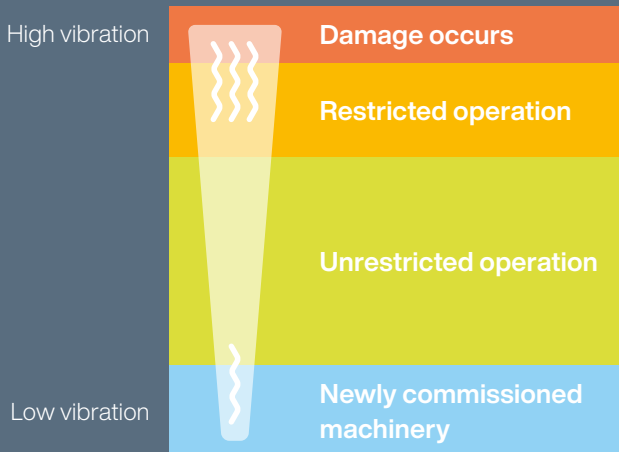 High vibration
Damage occurs
Restricted operation
Unrestricted operation
Low vibration
Newly commissioned
machinery